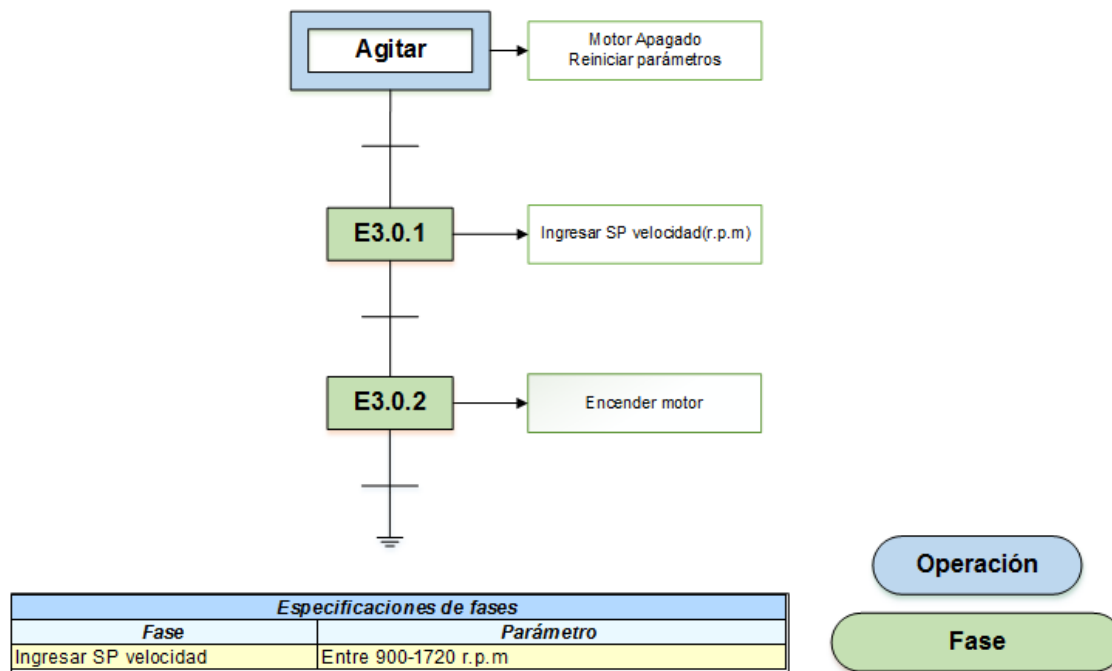 Agitar
Motor Apagado
Reiniciar parámetros
E3.0.1
Ingresar SP velocidad(r.p.m)
E3.0.2
Encender motor
Operación
Fase
Especificaciones de fases
Fase Parámetro
Ingresar SP velocidad Entre 900-1720 r.p.m